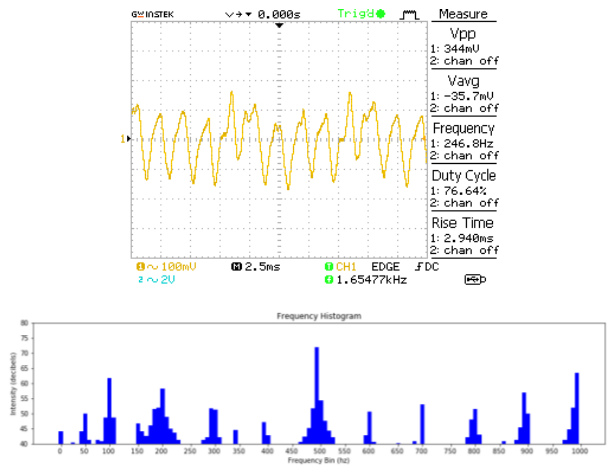 GW INSTEK 0.000s Trig'd Measure
Vpp
1: 344mV
2: chan off
Vavg
1: -35.7mV
2: chan off
Frequency
1: 246.8Hz
2: chan off
Duty Cycle
1: 76.64%
2: chan off
Rise Time
1: 2.940ms
2: chan off
1
1 ~ 100mV M 2.5ms T CH1 EDGE DC
2 ~ 2V 1.65477kHz
Frequency Histogram
Intensity (decibels)
80
75
70
65
60
55
50
45
40
0 50 100 150 200 250 300 350 400 450 500 550 600 650 700 750 800 850 900 950 1000
Frequency Bin (hz)